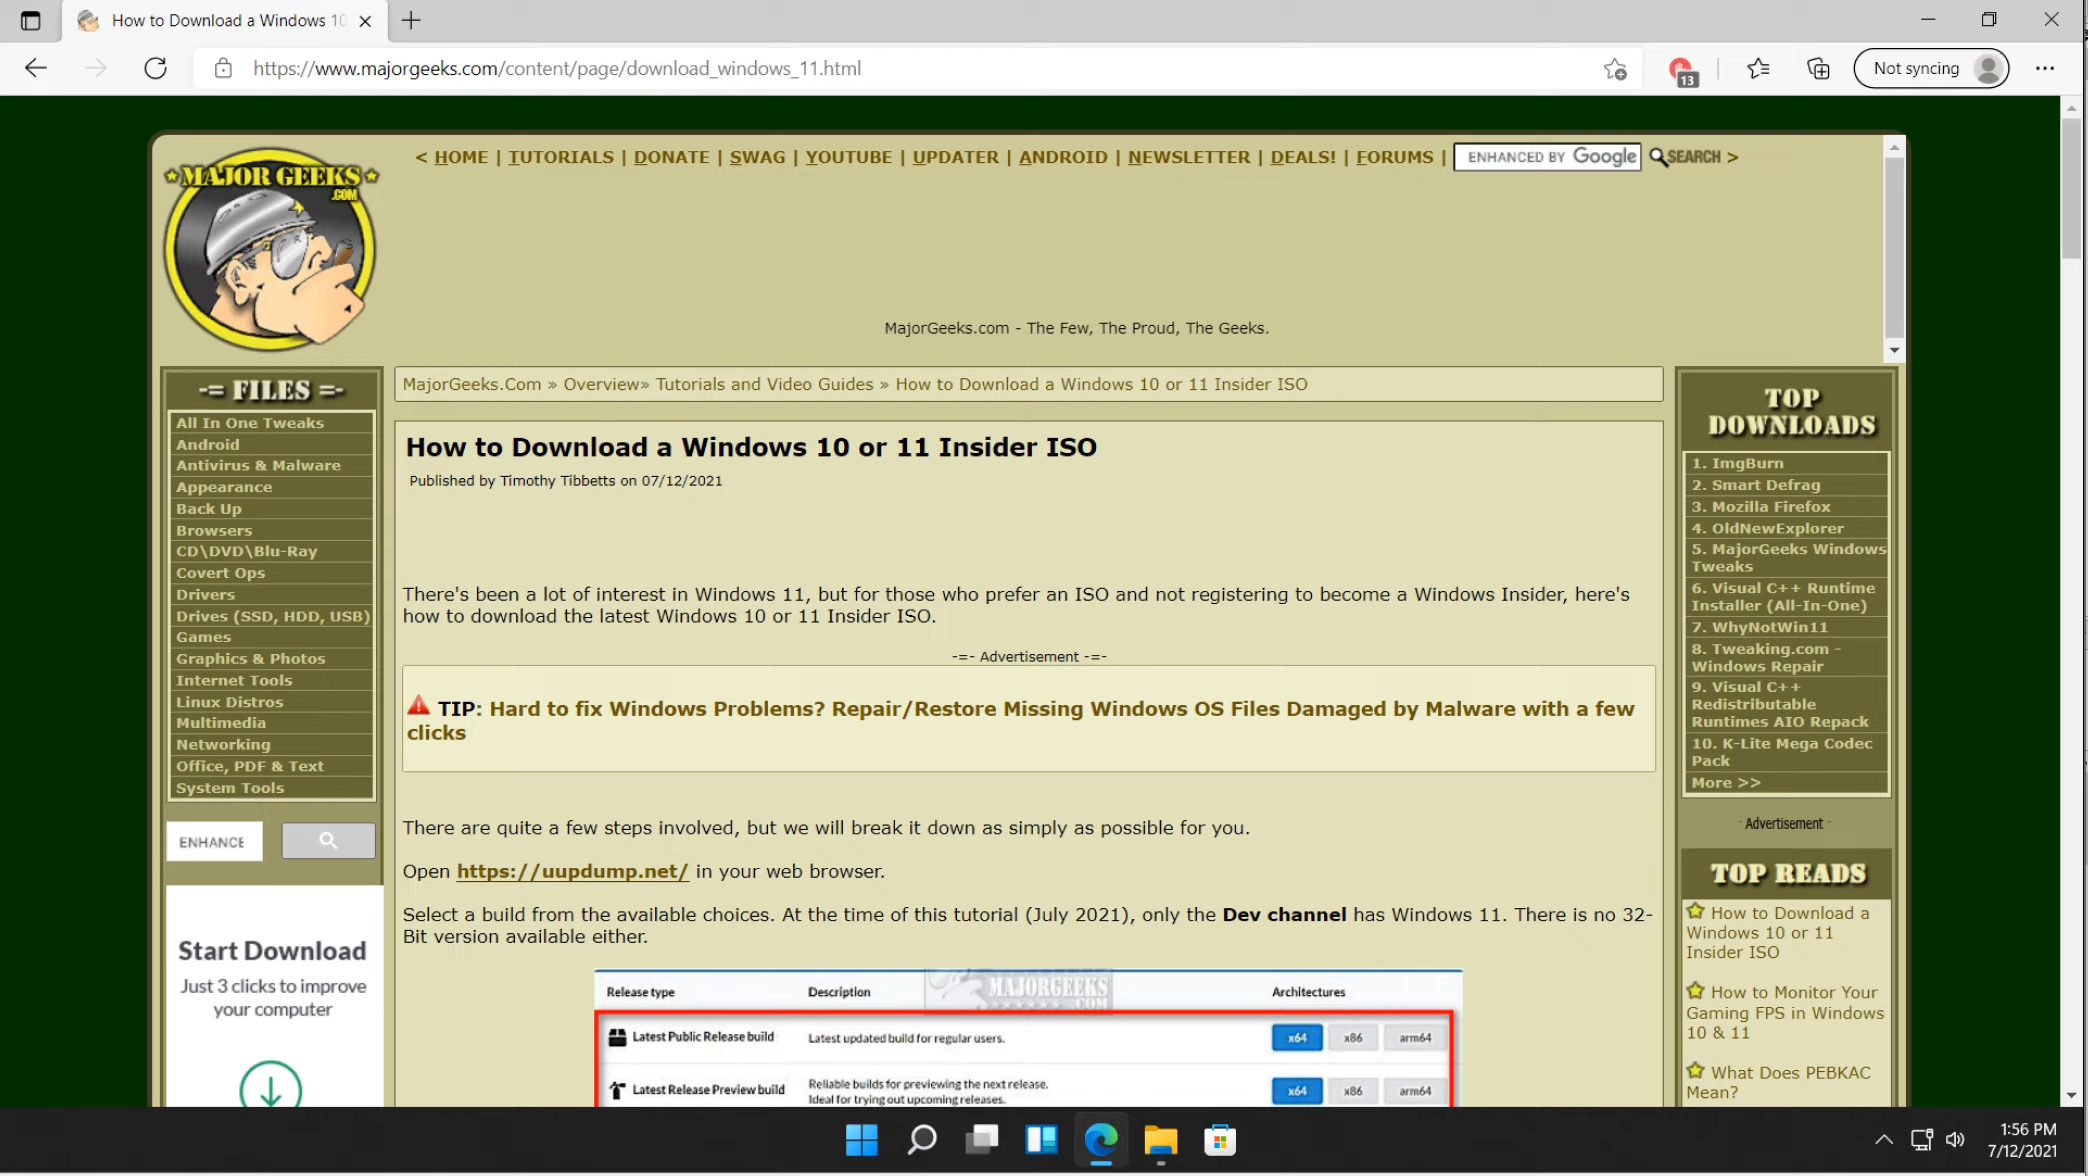 How to Download a Windows 10
https://www.majorgeeks.com/content/page/download_windows_11.html
13
Not syncing
MAJOR GEEKS
.COM
< HOME | TUTORIALS | DONATE | SWAG | YOUTUBE | UPDATER | ANDROID | NEWSLETTER | DEALS! | FORUMS | ENHANCED BY Google SEARCH >
MajorGeeks.com - The Few, The Proud, The Geeks.
-= FILES =-
All In One Tweaks
Android
Antivirus & Malware
Appearance
Back Up
Browsers
CD\DVD\Blu-Ray
Covert Ops
Drivers
Drives (SSD, HDD, USB)
Games
Graphics & Photos
Internet Tools
Linux Distros
Multimedia
Networking
Office, PDF & Text
System Tools
ENHANCE
Start Download
Just 3 clicks to improve
your computer
MajorGeeks.Com » Overview» Tutorials and Video Guides » How to Download a Windows 10 or 11 Insider ISO
How to Download a Windows 10 or 11 Insider ISO
Published by Timothy Tibbetts on 07/12/2021
There's been a lot of interest in Windows 11, but for those who prefer an ISO and not registering to become a Windows Insider, here's
how to download the latest Windows 10 or 11 Insider ISO.
-=- Advertisement -=-
TIP: Hard to fix Windows Problems? Repair/Restore Missing Windows OS Files Damaged by Malware with a few
clicks
There are quite a few steps involved, but we will break it down as simply as possible for you.
Open https://uupdump.net/ in your web browser.
Select a build from the available choices. At the time of this tutorial (July 2021), only the Dev channel has Windows 11. There is no 32-
Bit version available either.
Release type Description Architectures
MAJORGEEKS
.COM
Latest Public Release build Latest updated build for regular users. x64 x86 arm64
Latest Release Preview build Reliable builds for previewing the next release. x64 x86 arm64
Ideal for trying out upcoming releases.
TOP
DOWNLOADS
1. ImgBurn
2. Smart Defrag
3. Mozilla Firefox
4. OldNewExplorer
5. MajorGeeks Windows
Tweaks
6. Visual C++ Runtime
Installer (All-In-One)
7. WhyNotWin11
8. Tweaking.com -
Windows Repair
9. Visual C++
Redistributable
Runtimes AIO Repack
10. K-Lite Mega Codec
Pack
More >>
- Advertisement -
TOP READS
How to Download a
Windows 10 or 11
Insider ISO
How to Monitor Your
Gaming FPS in Windows
10 & 11
What Does PEBKAC
Mean?
1:56 PM
7/12/2021